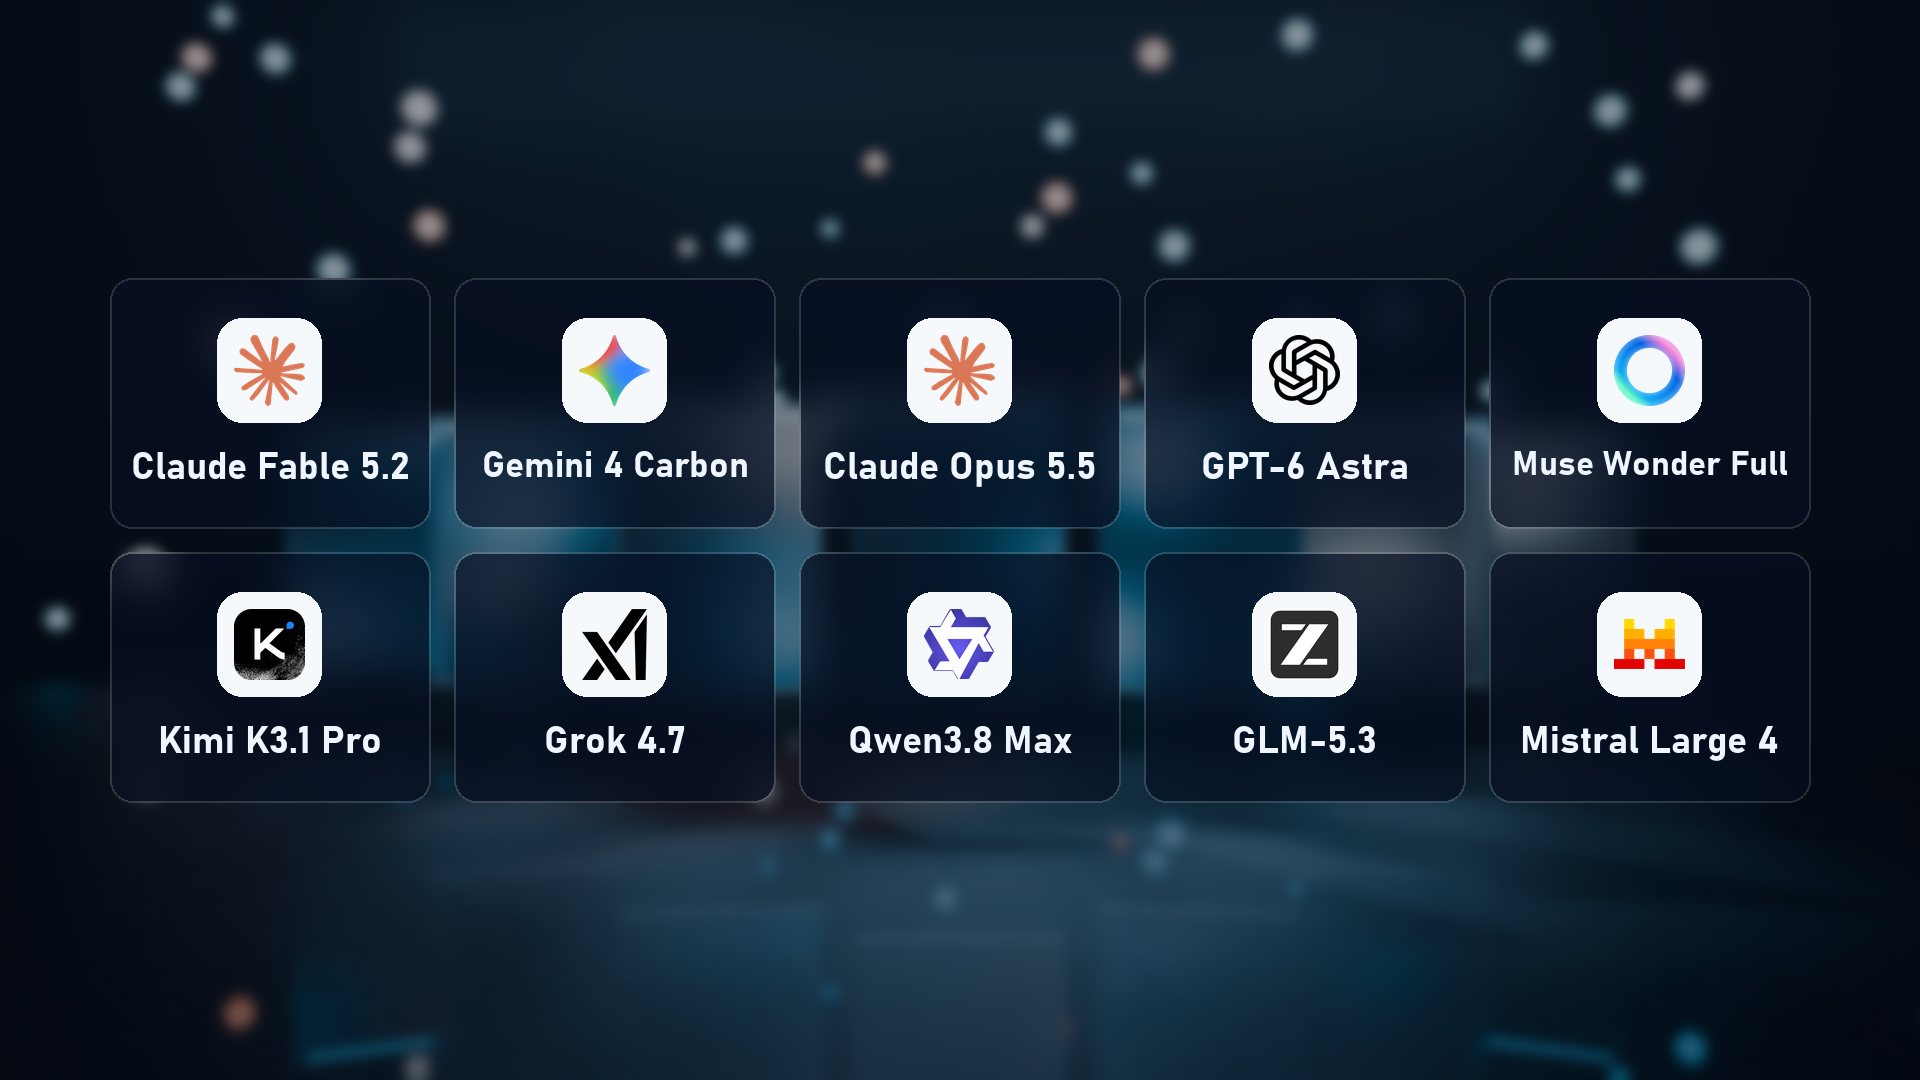 Claude Fable 5.2
Gemini 4 Carbon
Claude Opus 5.5
GPT-6 Astra
Muse Wonder Full
Kimi K3.1 Pro
Grok 4.7
Qwen3.8 Max
GLM-5.3
Mistral Large 4